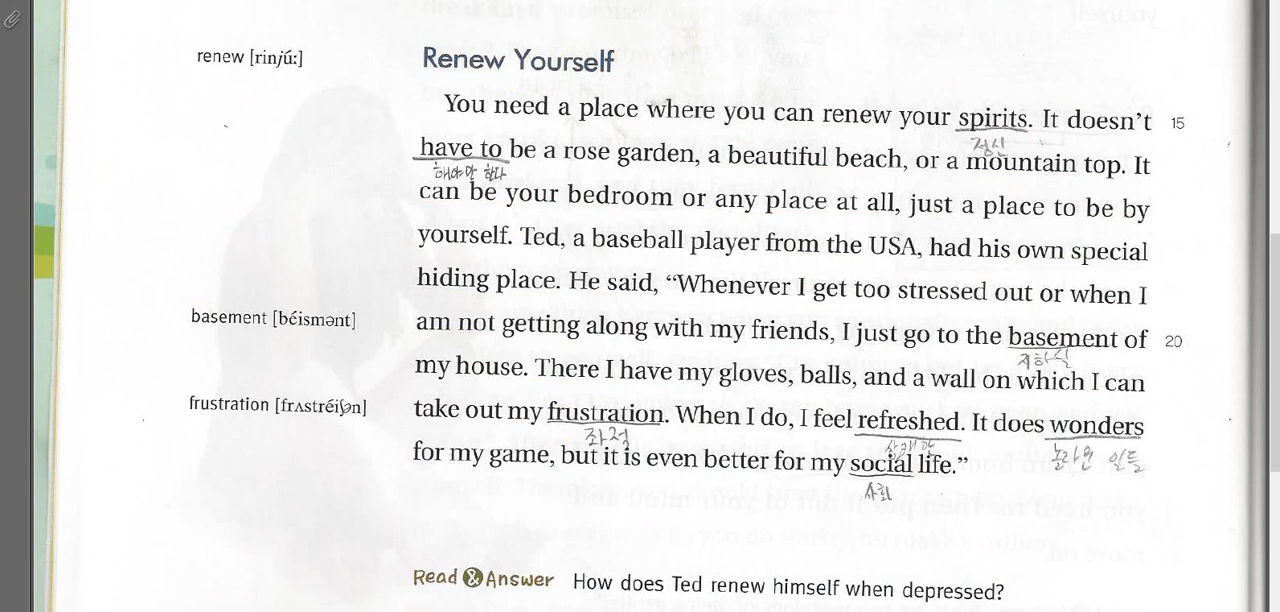 renew [rinjúː]
Renew Yourself
You need a place where you can renew your spirits. It doesn't 15
정신
have to be a rose garden, a beautiful beach, or a mountain top. It
해야만 한다
can be your bedroom or any place at all, just a place to be by
yourself. Ted, a baseball player from the USA, had his own special
hiding place. He said, “Whenever I get too stressed out or when I
basement [béismənt]
am not getting along with my friends, I just go to the basement of 20
지하실
my house. There I have my gloves, balls, and a wall on which I can
frustration [frʌstréiʃən]
take out my frustration. When I do, I feel refreshed. It does wonders
좌절 상쾌한 놀라운 일들
for my game, but it is even better for my social life.”
사회
Read & Answer How does Ted renew himself when depressed?